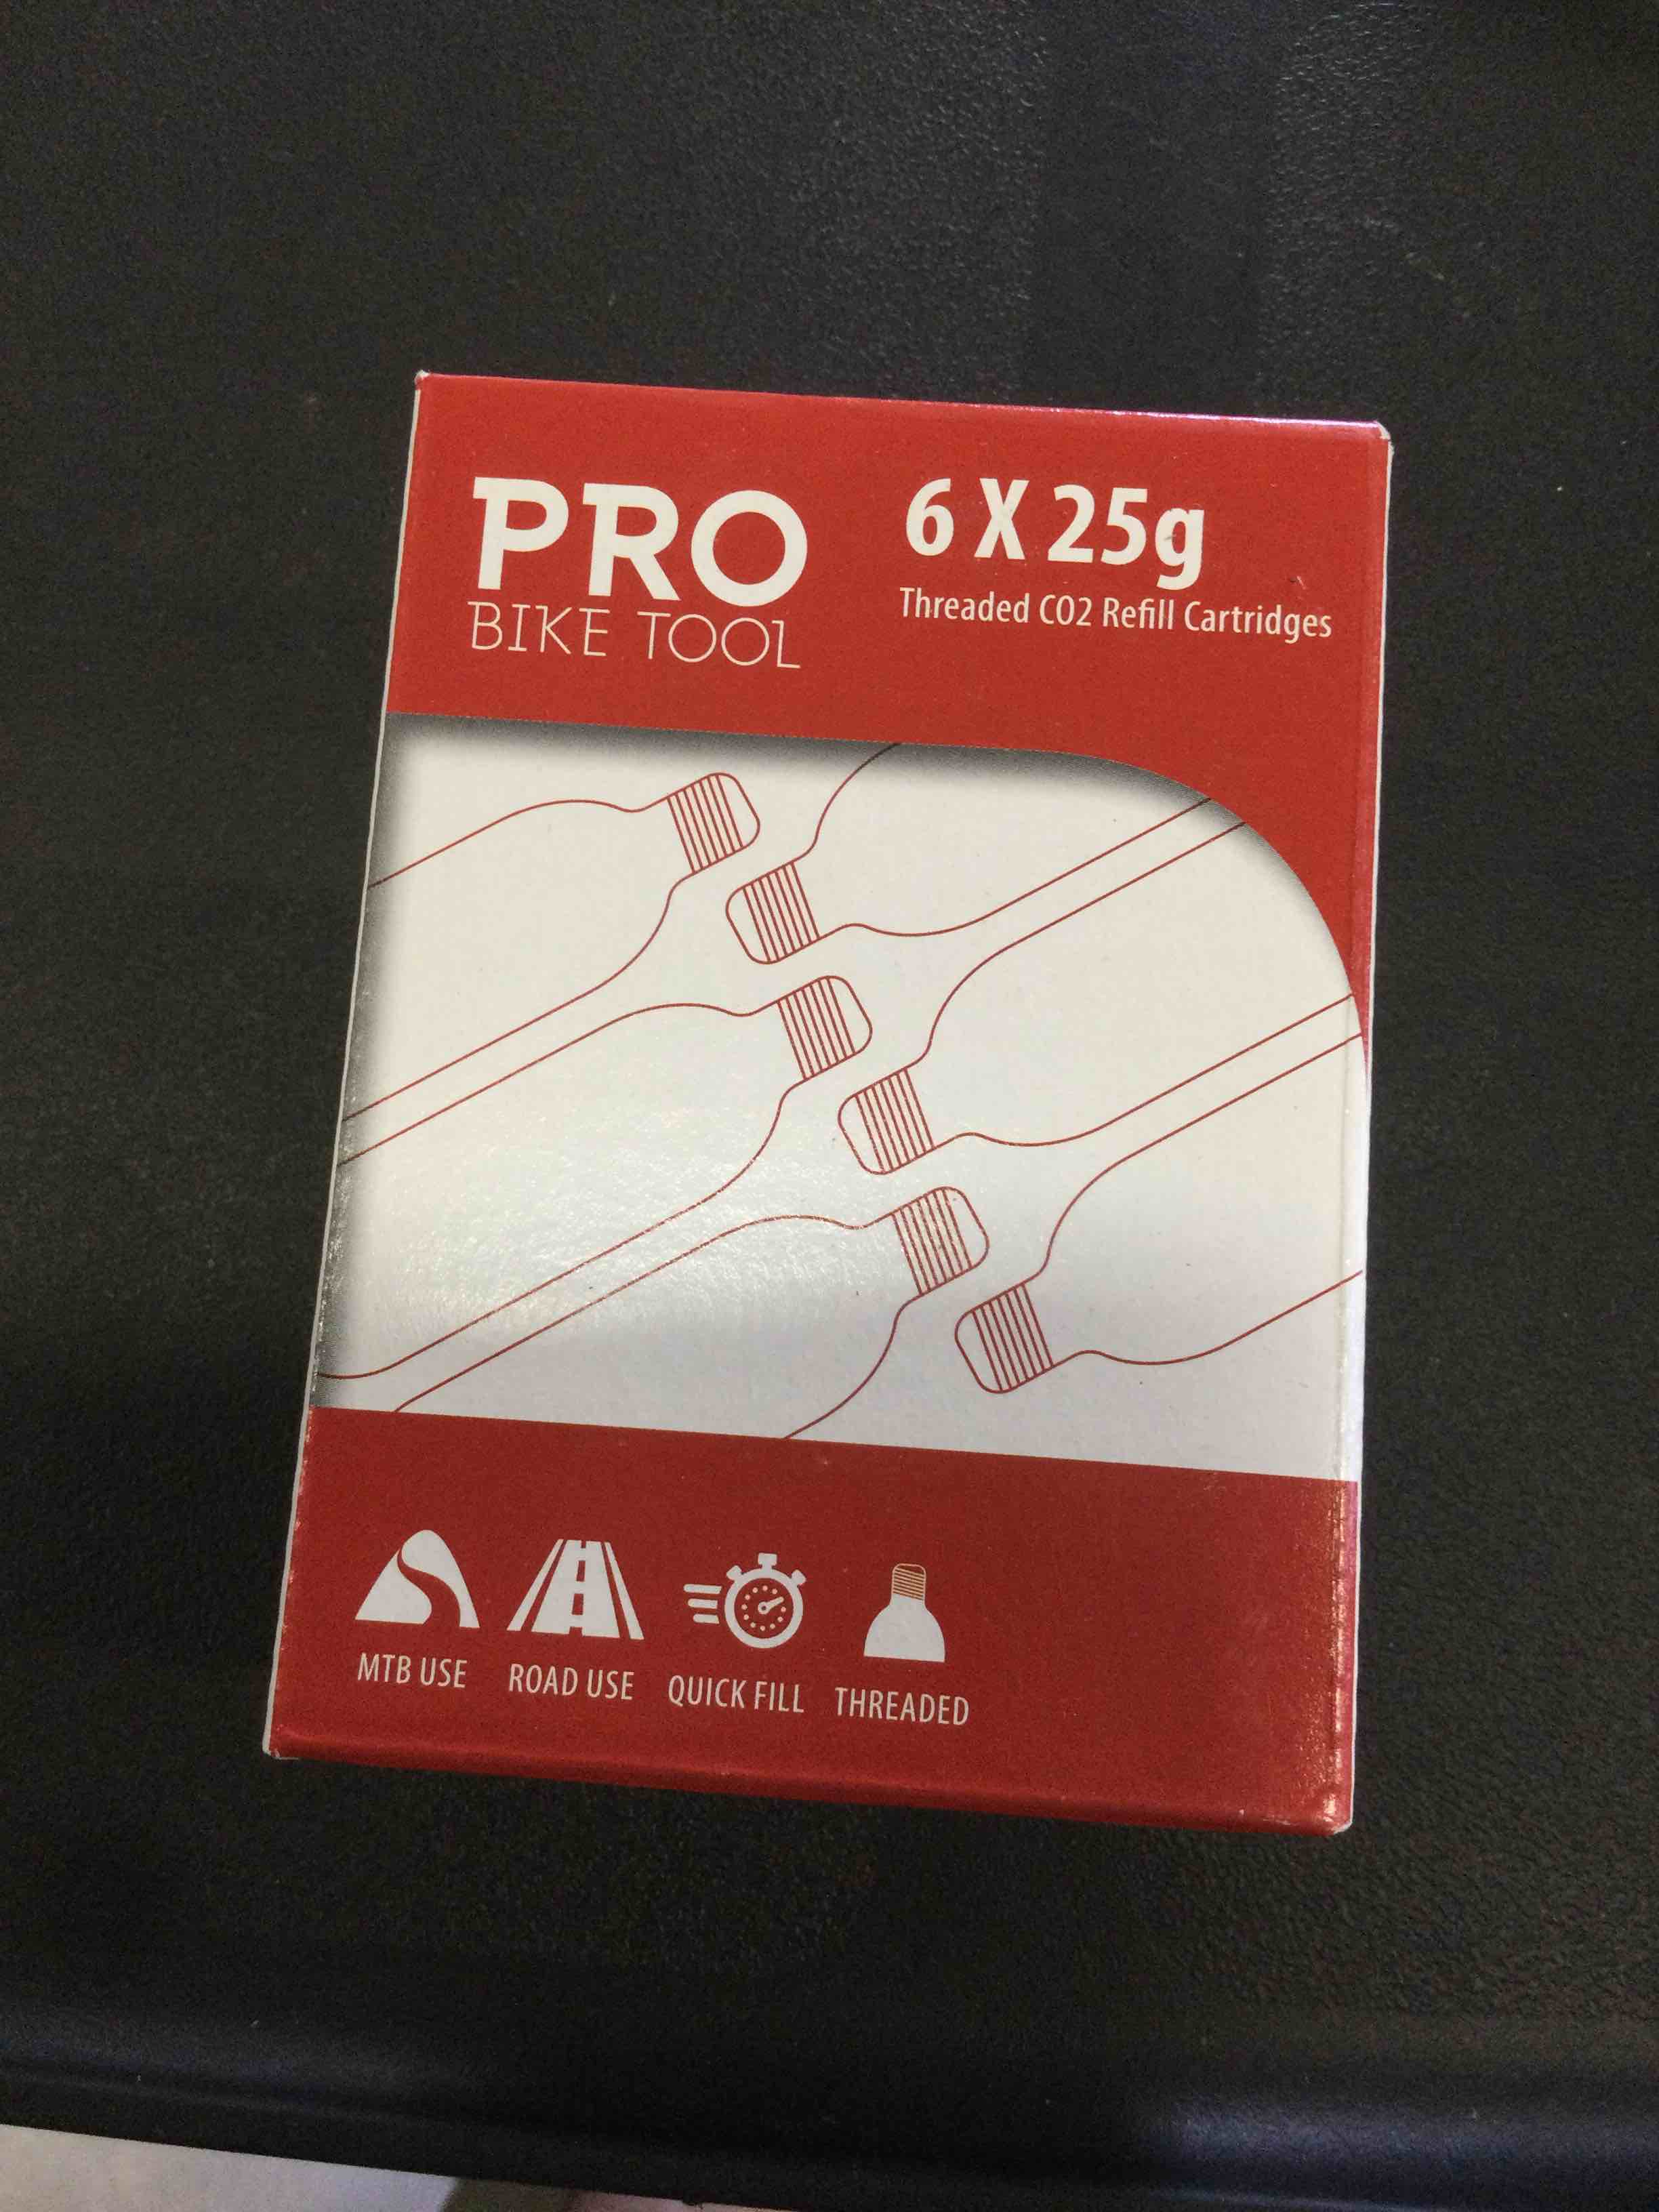 PRO
BIKE TOOL
6 X 25g
Threaded CO2 Refill Cartridges
MTB USE
ROAD USE
QUICK FILL
THREADED